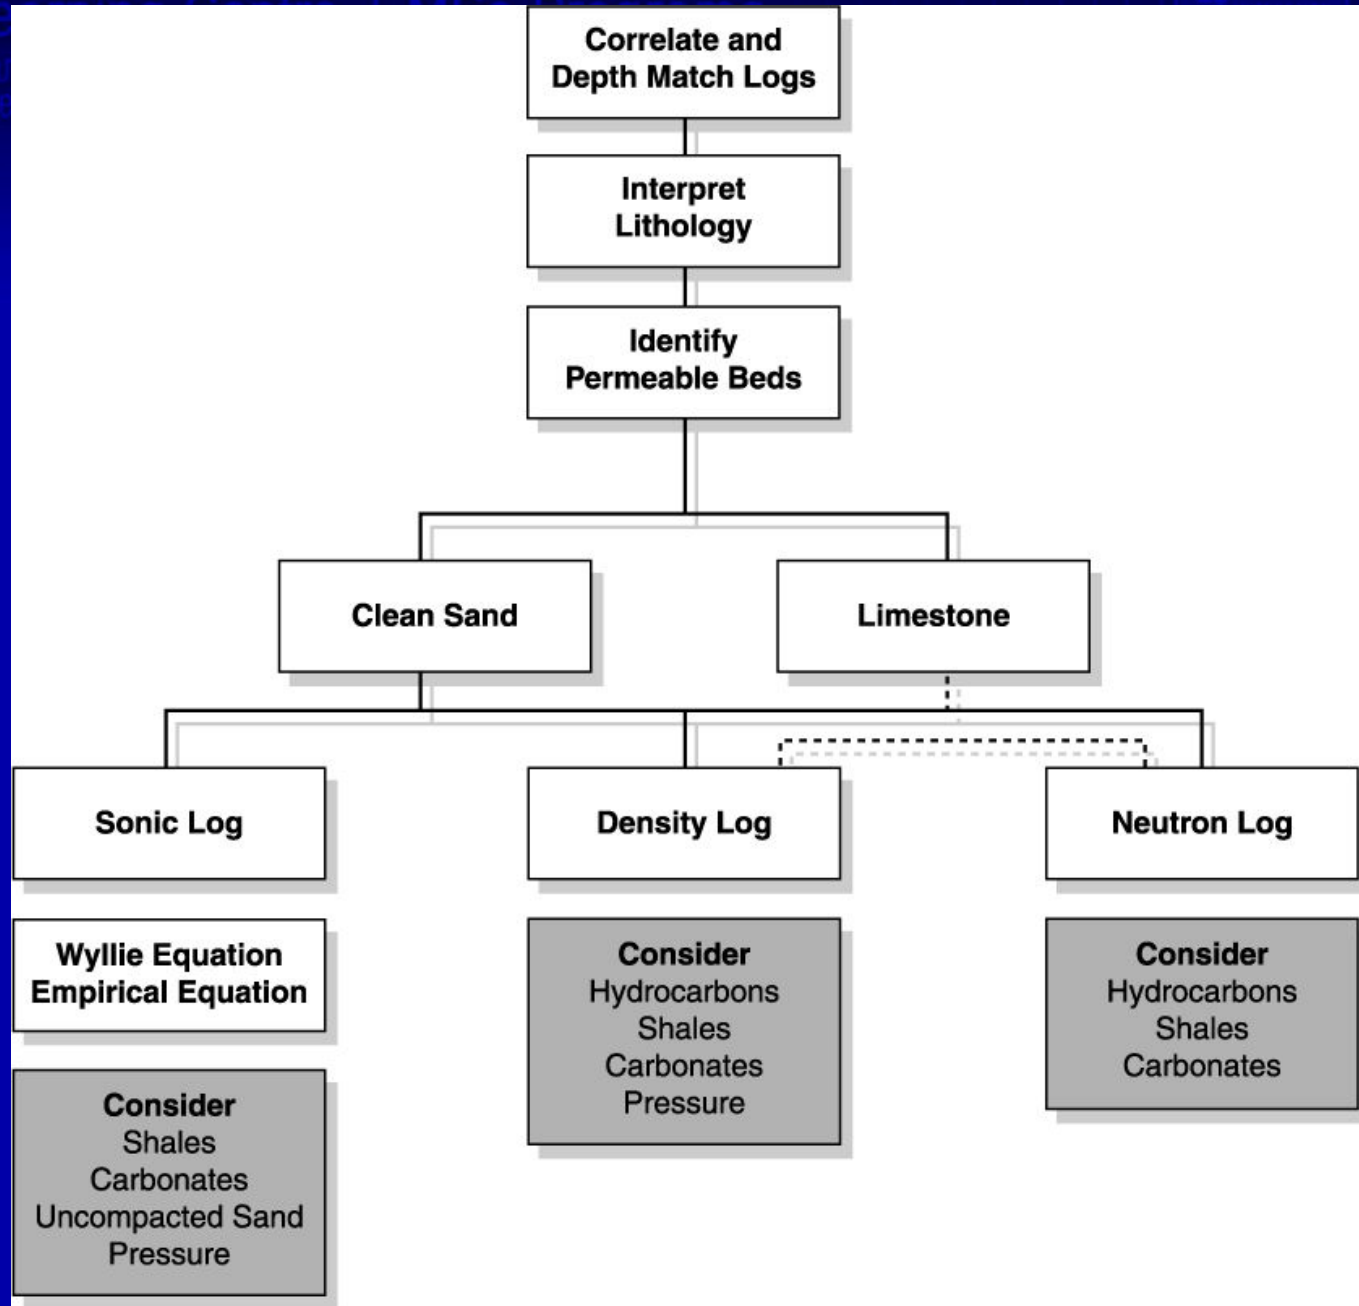 Correlate and
Depth Match Logs
Interpret
Lithology
Identify
Permeable Beds
Clean Sand
Limestone
Sonic Log
Density Log
Neutron Log
Wyllie Equation
Empirical Equation
Consider
Shales
Carbonates
Uncompacted Sand
Pressure
Consider
Hydrocarbons
Shales
Carbonates
Pressure
Consider
Hydrocarbons
Shales
Carbonates